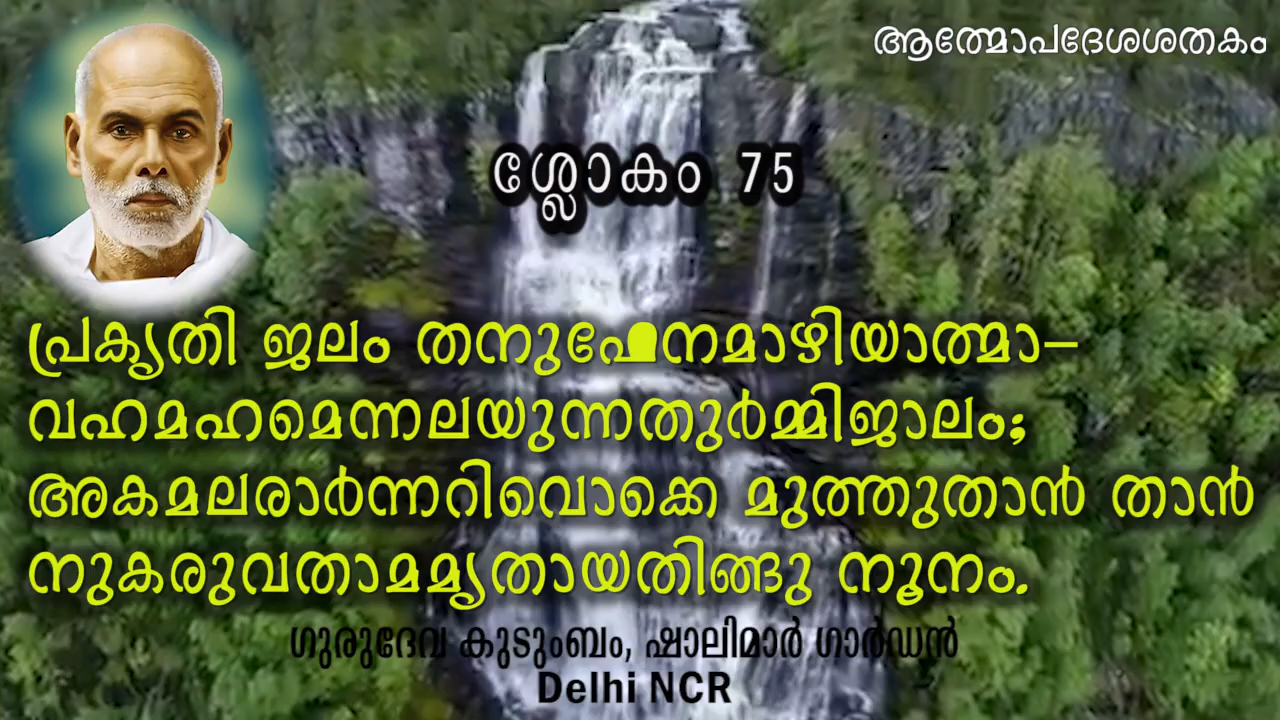 ആത്മോപദേശശതകം
ശ്ലോകം 75
പ്രകൃതി ജലം തനുഫേനമാഴിയാത്മാ–
വഹമഹമെന്നലയുന്നതുർമ്മിജാലം;
അകമലരാർന്നറിവൊക്കെ മുത്തുതാൻ താൻ
നുകരുവതാമമൃതായതിങ്ങു നൂനം.
ഗുരുദേവ കുടുംബം, ഷാലിമാർ ഗാർഡൻ
Delhi NCR